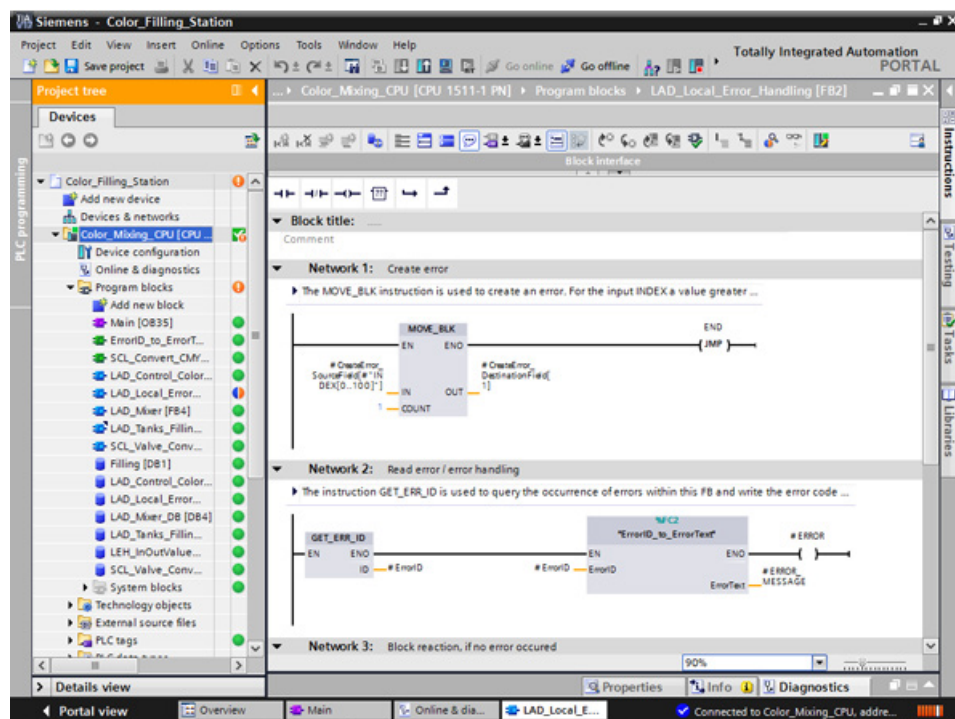 Siemens - Color_Filling_Station
Project Edit View Insert Online Options Tools Window Help
Totally Integrated Automation
PORTAL
Save project
Go online
Go offline
Project tree
... Color_Mixing_CPU [CPU 1511-1 PN] Program blocks LAD_Local_Error_Handling [FB2]
Devices
PLC programming
Block interface
Color_Filling_Station
Add new device
Devices & networks
Color_Mixing_CPU [CPU ...
Device configuration
Online & diagnostics
Program blocks
Add new block
Main [OB35]
ErrorID_to_ErrorT...
SCL_Convert_CMY...
LAD_Control_Color...
LAD_Local_Error...
LAD_Mixer [FB4]
LAD_Tanks_Fillin...
SCL_Valve_Conv...
Filling [DB1]
LAD_Control_Color...
LAD_Local_Error...
LAD_Mixer_DB [DB4]
LAD_Tanks_Fillin...
LEH_InOutValue...
SCL_Valve_Conv...
System blocks
Technology objects
External source files
PLC tags
Block title: .....
Comment
Network 1: Create error
The MOVE_BLK instruction is used to create an error. For the input INDEX a value greater ...
MOVE_BLK
EN ENO
END
JMP
#CreateError_
SourceField[#"IN
DEX[0..100]"]
IN
OUT
#CreateError_
DestinationField[
1]
1
COUNT
Network 2: Read error / error handling
The instruction GET_ERR_ID is used to query the occurrence of errors within this FB and write the error code ...
GET_ERR_ID
EN ENO
ID
#ErrorID
"ErrorID_to_ErrorText"
EN ENO
#ErrorID
ErrorID
ErrorText
#ERROR
#ERROR_
MESSAGE
Network 3: Block reaction, if no error occured
90%
Instructions
Testing
Tasks
Libraries
Details view
Properties
Info
Diagnostics
Portal view
Overview
Main
Online & dia...
LAD_Local_E...
Connected to Color_Mixing_CPU, addre...